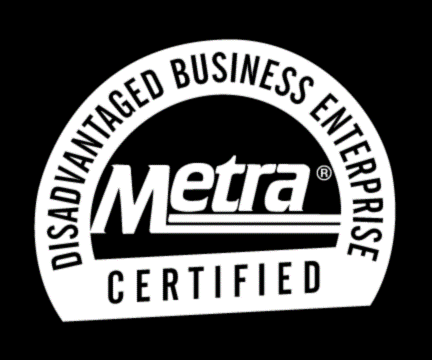 DISADVANTAGED BUSINESS ENTERPRISE
Metra®
CERTIFIED